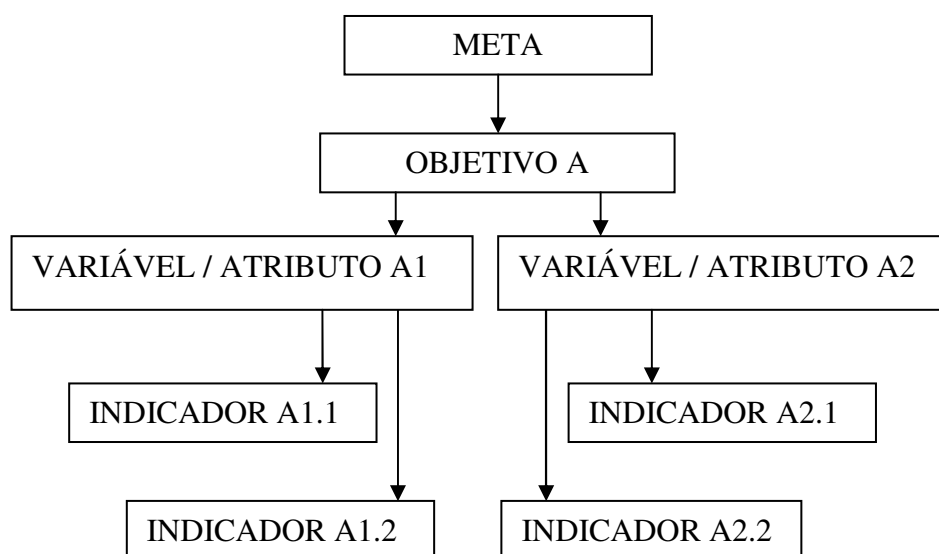 META
OBJETIVO A
VARIÁVEL / ATRIBUTO A1
VARIÁVEL / ATRIBUTO A2
INDICADOR A1.1
INDICADOR A2.1
INDICADOR A1.2
INDICADOR A2.2